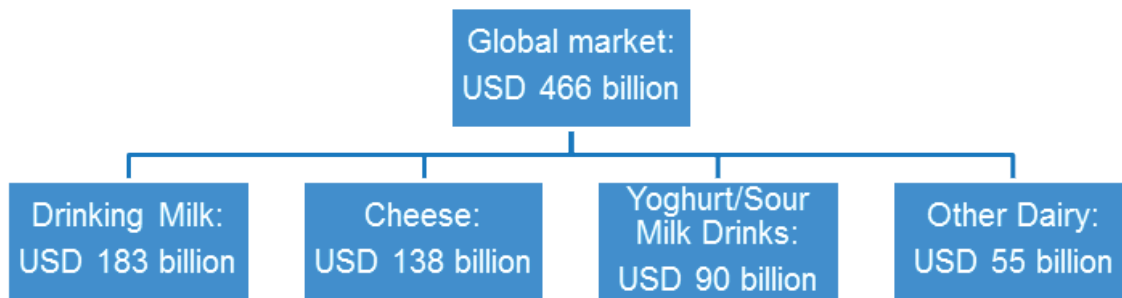 Global market:
USD 466 billion
Drinking Milk:
USD 183 billion
Cheese:
USD 138 billion
Yoghurt/Sour
Milk Drinks:
USD 90 billion
Other Dairy:
USD 55 billion